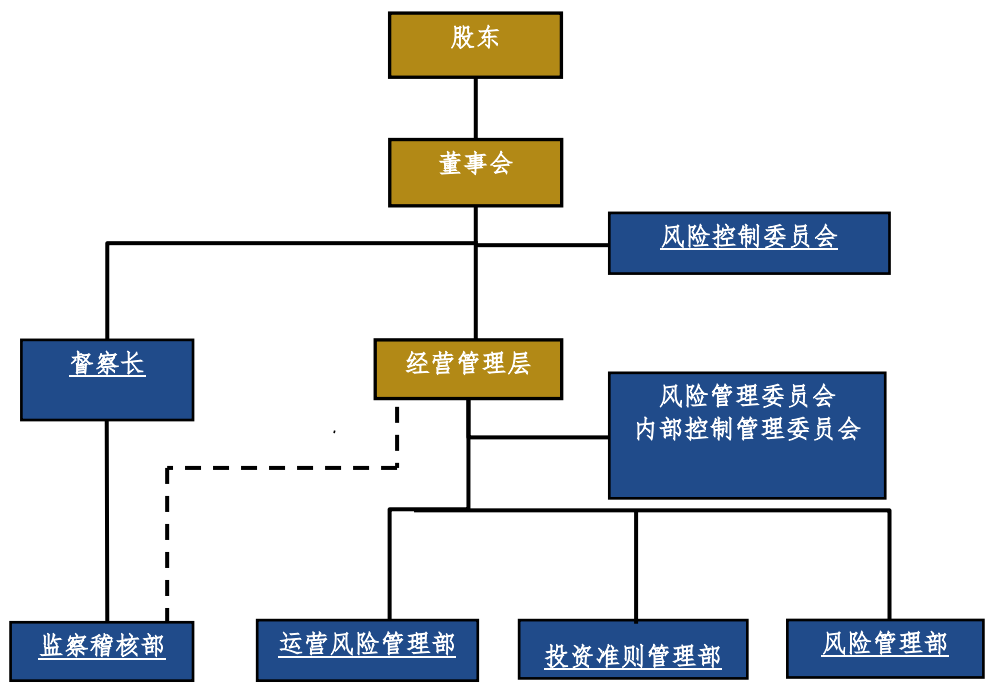 股东
董事会
风险控制委员会
督察长
经营管理层
风险管理委员会
内部控制管理委员会
监察稽核部
运营风险管理部
投资准则管理部
风险管理部